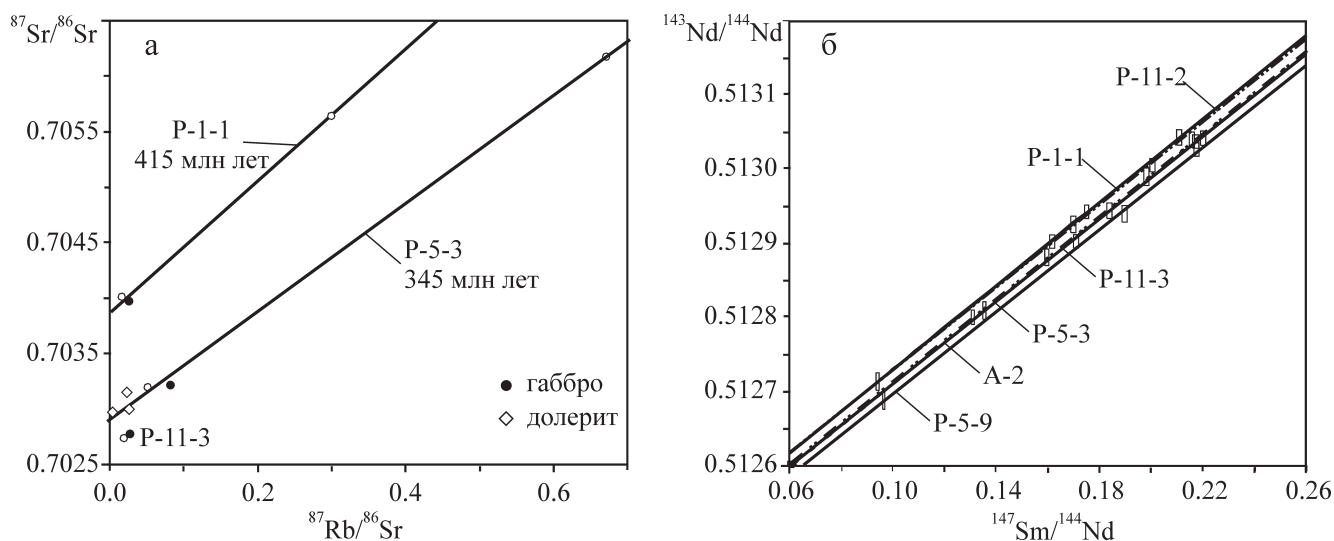 ⁸⁷Sr/⁸⁶Sr
а
0.7055
0.7045
0.7035
0.7025
Р-1-1
415 млн лет
Р-5-3
345 млн лет
габбро
долерит
Р-11-3
0.0
0.2
0.4
0.6
⁸⁷Rb/⁸⁶Sr
¹⁴³Nd/¹⁴⁴Nd
б
0.5131
0.5130
0.5129
0.5128
0.5127
0.5126
Р-11-2
Р-1-1
Р-11-3
Р-5-3
А-2
Р-5-9
0.06
0.10
0.14
0.18
0.22
0.26
¹⁴⁷Sm/¹⁴⁴Nd